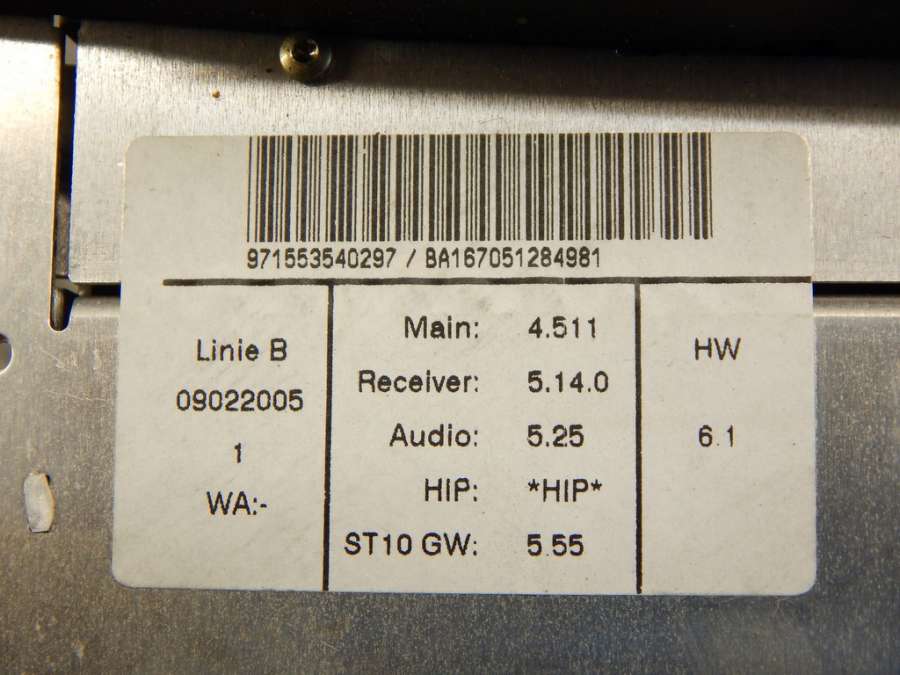 971553540297 / BA167051284981
Linie B
09022005
1
WA:-
Main: 4.511
Receiver: 5.14.0
Audio: 5.25
HIP: *HIP*
ST10 GW: 5.55
HW
6.1